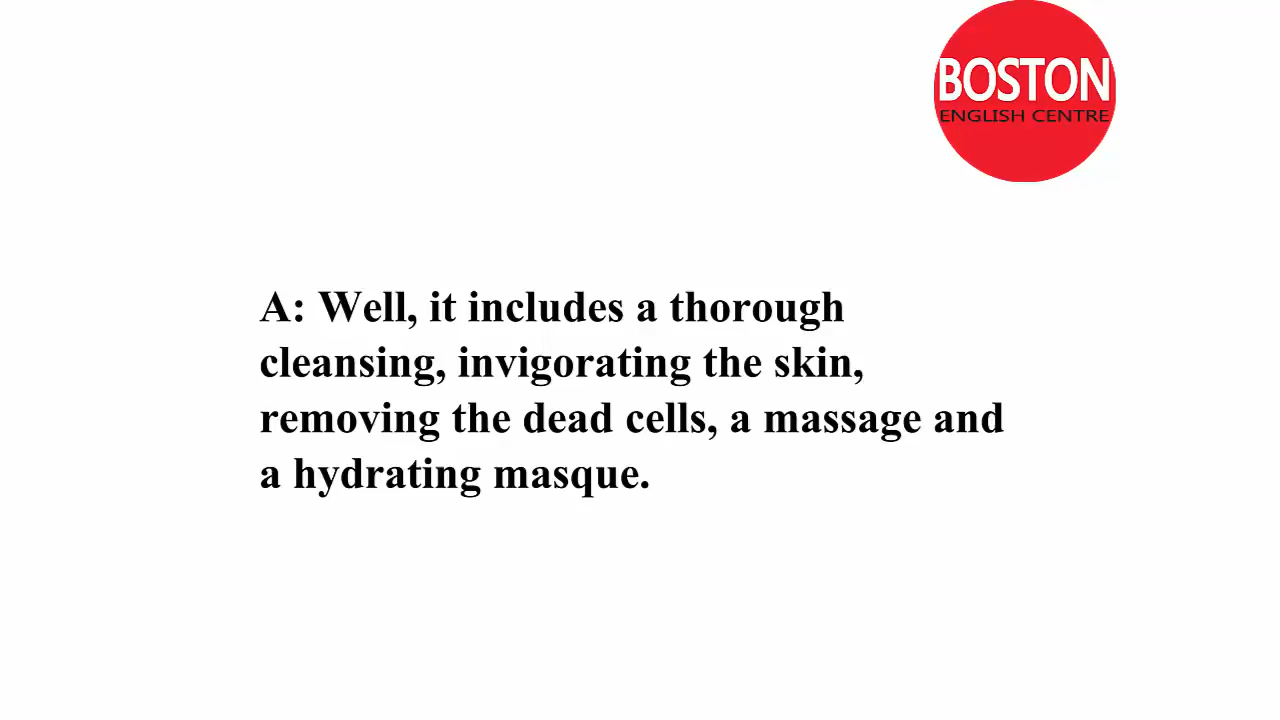 BOSTON
ENGLISH CENTRE
A: Well, it includes a thorough
cleansing, invigorating the skin,
removing the dead cells, a massage and
a hydrating masque.